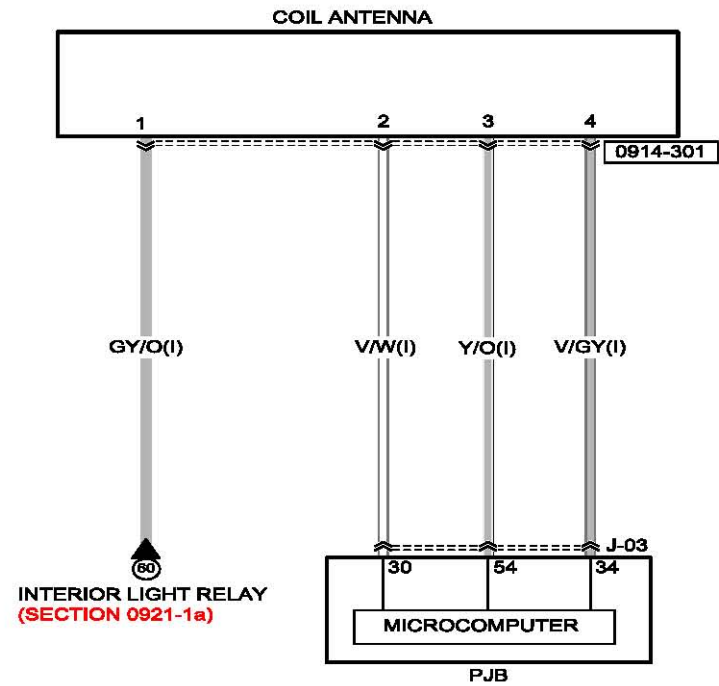 COIL ANTENNA
1 2 3 4
0914-301
GY/O(I) V/W(I) Y/O(I) V/GY(I)
J-03
60 30 54 34
INTERIOR LIGHT RELAY
(SECTION 0921-1a)
MICROCOMPUTER
PJB